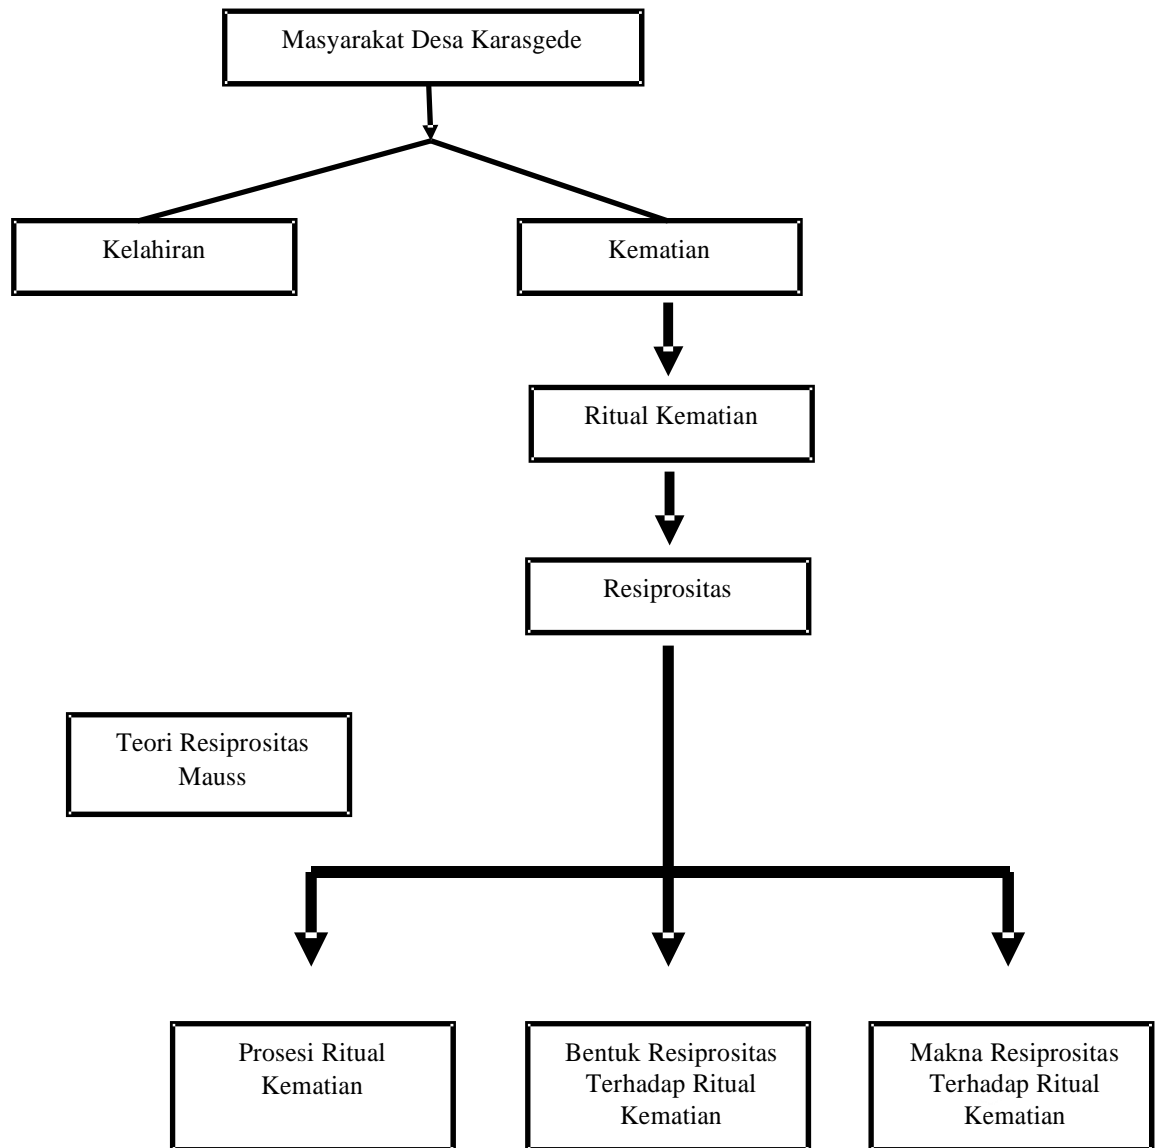 Masyarakat Desa Karasgede
Kelahiran
Kematian
Ritual Kematian
Resiprositas
Teori Resiprositas
Mauss
Prosesi Ritual
Kematian
Bentuk Resiprositas
Terhadap Ritual
Kematian
Makna Resiprositas
Terhadap Ritual
Kematian